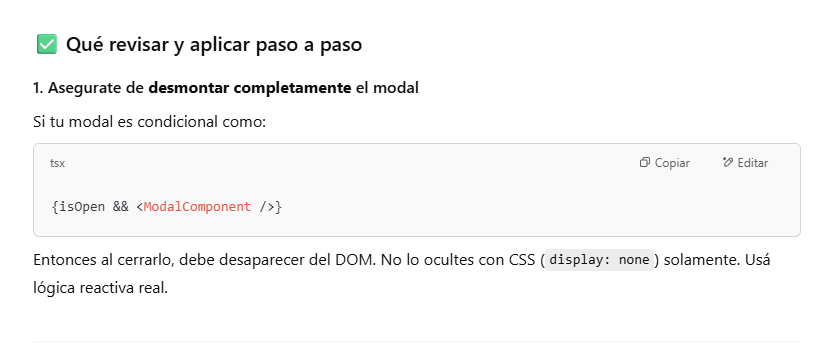 ✅ Qué revisar y aplicar paso a paso
1. Asegurate de desmontar completamente el modal
Si tu modal es condicional como:
tsx Copiar Editar
{isOpen && <ModalComponent />}
Entonces al cerrarlo, debe desaparecer del DOM. No lo ocultes con CSS (display: none) solamente. Usá
lógica reactiva real.